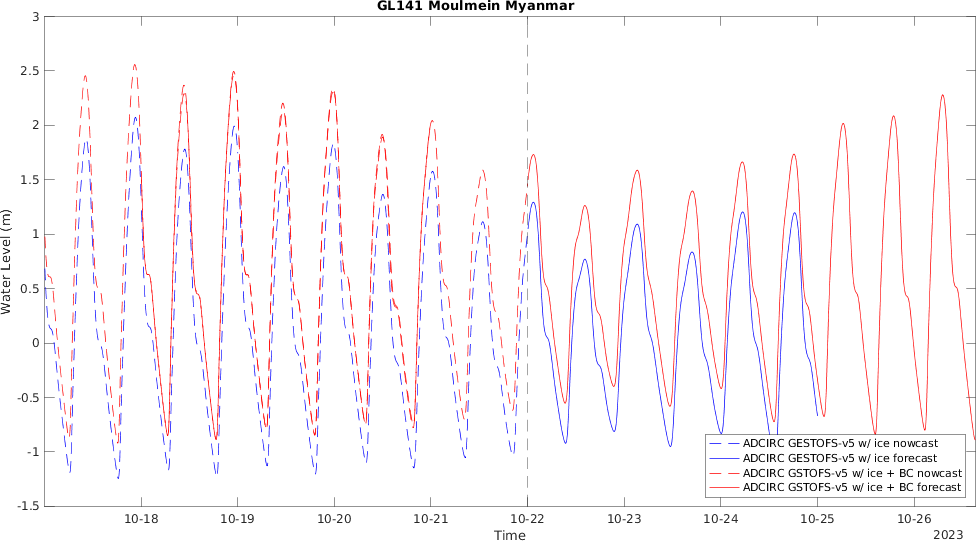 GL141 Moulmein Myanmar
3
2.5
2
1.5
1
0.5
0
-0.5
-1
-1.5
Water Level (m)
10-18 10-19 10-20 10-21 10-22 10-23 10-24 10-25 10-26
Time
2023
ADCIRC GESTOFS-v5 w/ ice nowcast
ADCIRC GESTOFS-v5 w/ ice forecast
ADCIRC GSTOFS-v5 w/ ice + BC nowcast
ADCIRC GSTOFS-v5 w/ ice + BC forecast